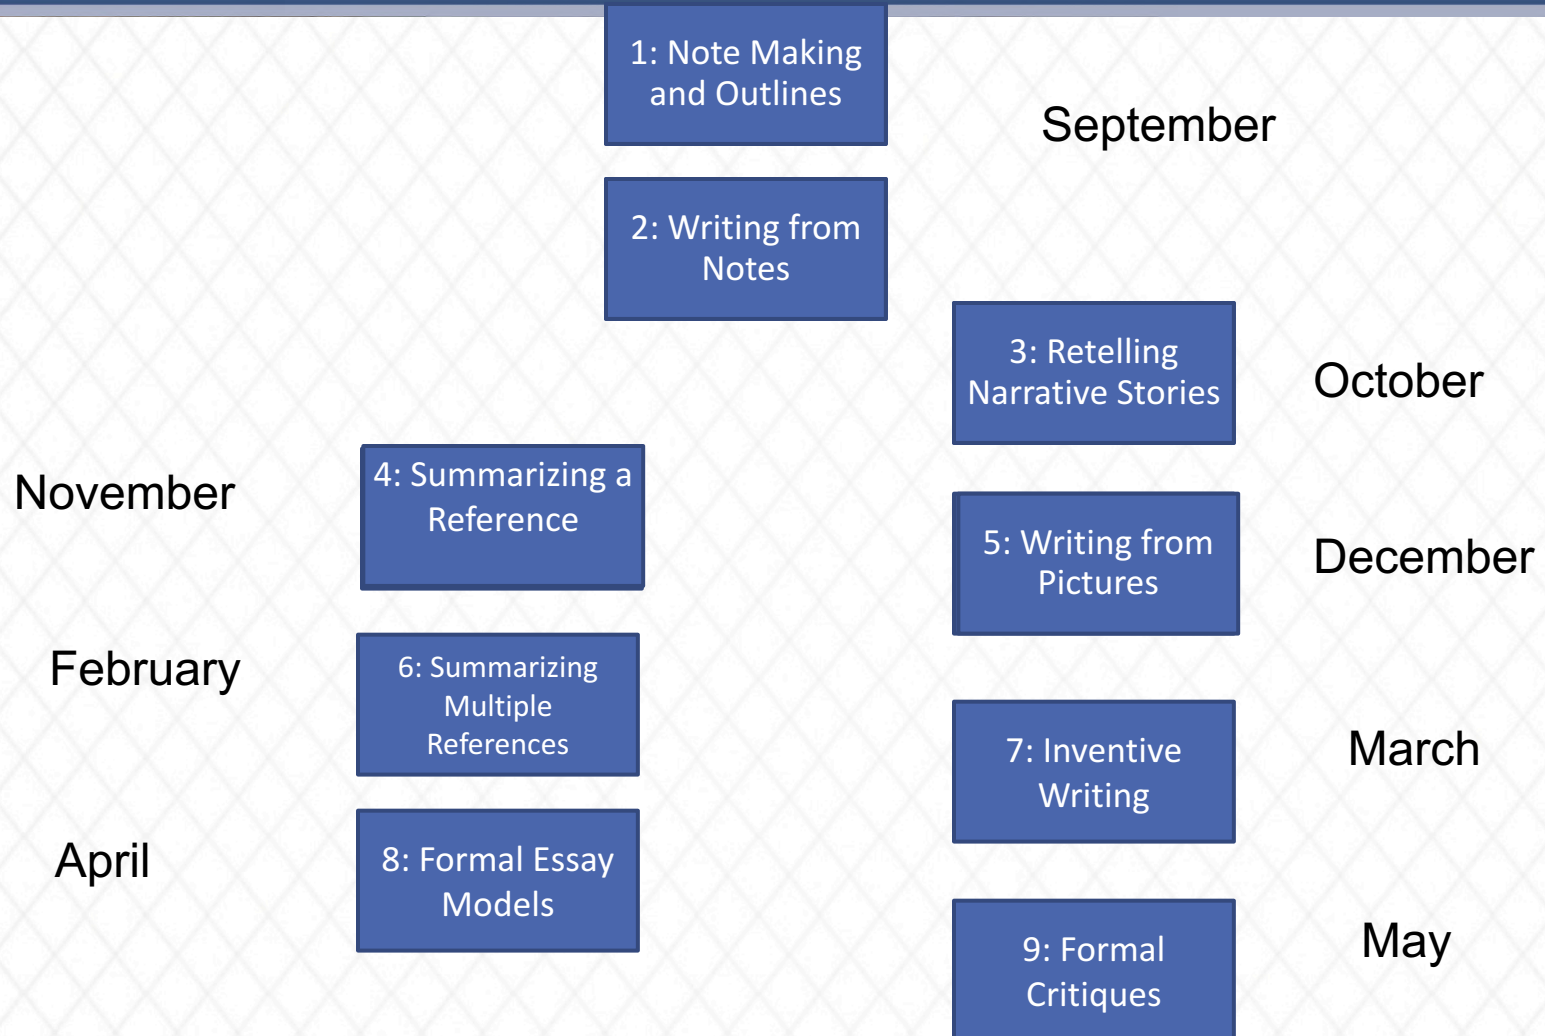 1: Note Making
and Outlines
September
2: Writing from
Notes
3: Retelling
Narrative Stories
October
November
4: Summarizing a
Reference
5: Writing from
Pictures
December
February
6: Summarizing
Multiple
References
7: Inventive
Writing
March
April
8: Formal Essay
Models
9: Formal
Critiques
May